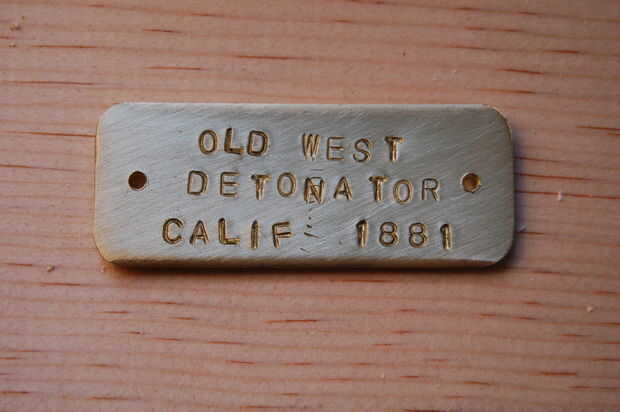 OLD WEST
DETONATOR
CALIF 1881